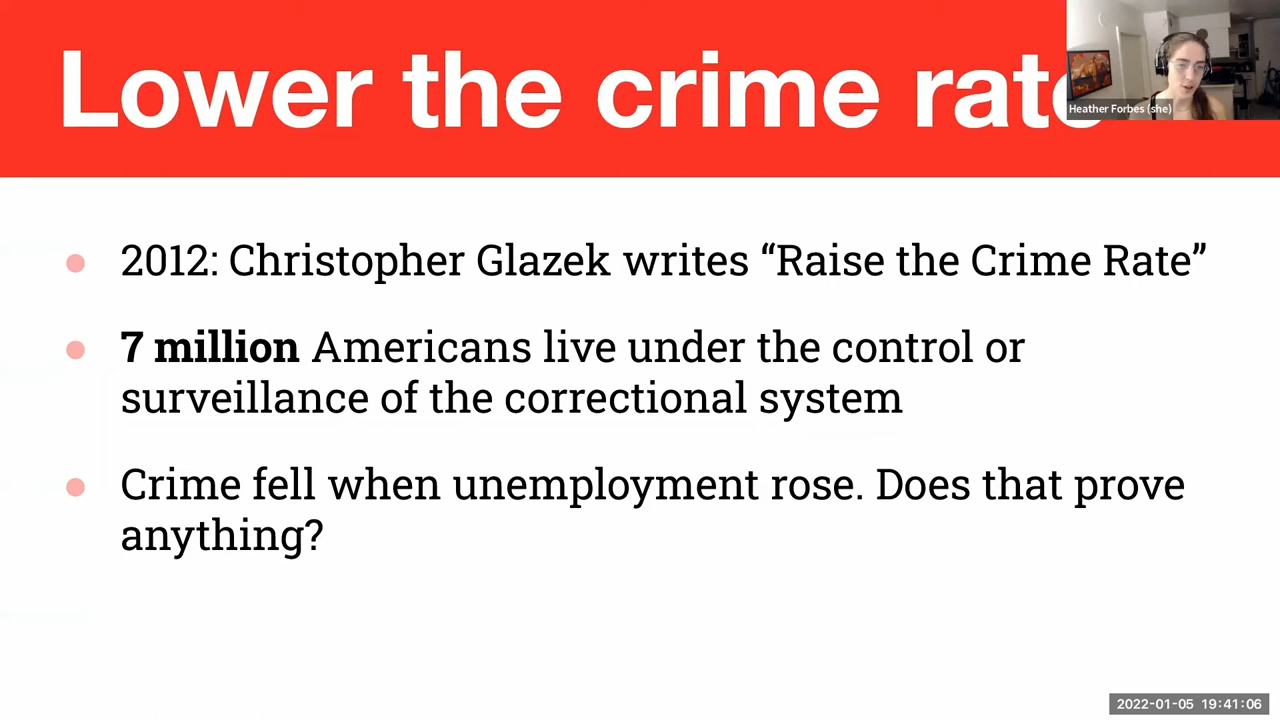 Lower the crime rate
Heather Forbes (she)
• 2012: Christopher Glazek writes “Raise the Crime Rate”
• 7 million Americans live under the control or
surveillance of the correctional system
• Crime fell when unemployment rose. Does that prove
anything?
2022-01-05 19:41:06